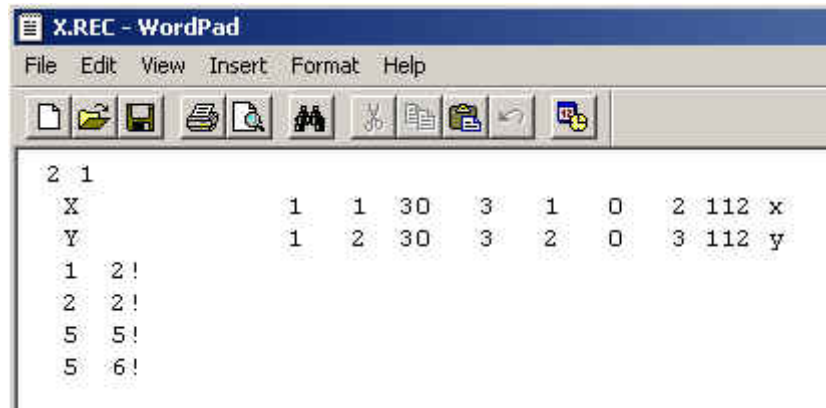 X.REC - WordPad
File Edit View Insert Format Help
2 1
X 1 1 30 3 1 0 2 112 x
Y 1 2 30 3 2 0 3 112 y
1 2!
2 2!
5 5!
5 6!